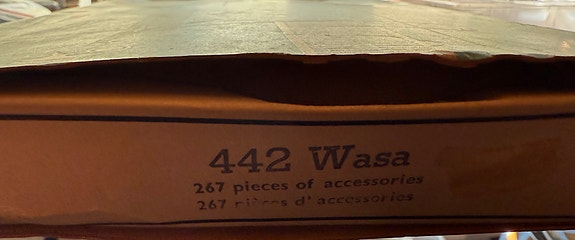 442 Wasa
267 pieces of accessories
267 pièces d'accessories